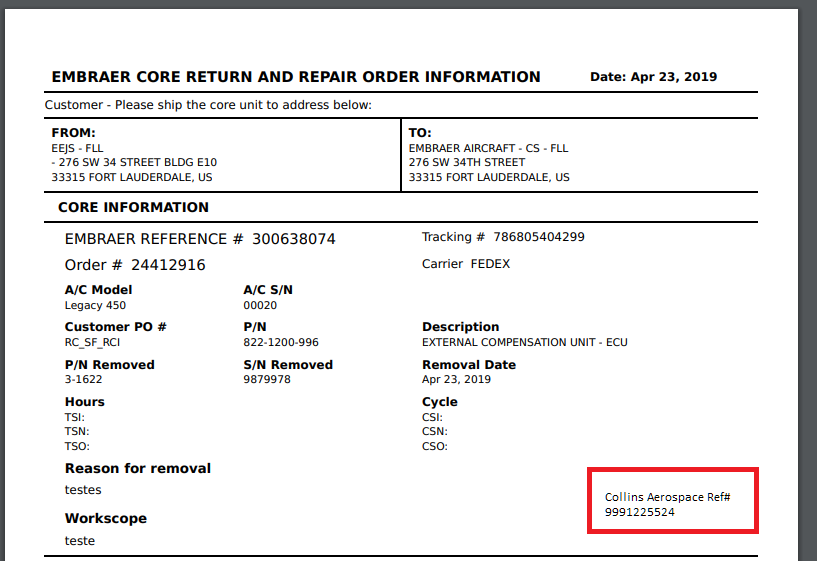 EMBRAER CORE RETURN AND REPAIR ORDER INFORMATION Date: Apr 23, 2019
Customer - Please ship the core unit to address below:
FROM: TO:
EEJS - FLL EMBRAER AIRCRAFT - CS - FLL
- 276 SW 34 STREET BLDG E10 276 SW 34TH STREET
33315 FORT LAUDERDALE, US 33315 FORT LAUDERDALE, US
CORE INFORMATION
EMBRAER REFERENCE # 300638074 Tracking # 786805404299
Order # 24412916 Carrier FEDEX
A/C Model A/C S/N
Legacy 450 00020
Customer PO # P/N Description
RC_SF_RCI 822-1200-996 EXTERNAL COMPENSATION UNIT - ECU
P/N Removed S/N Removed Removal Date
3-1622 9879978 Apr 23, 2019
Hours Cycle
TSI: CSI:
TSN: CSN:
TSO: CSO:
Reason for removal
testes
Collins Aerospace Ref#
9991225524
Workscope
teste